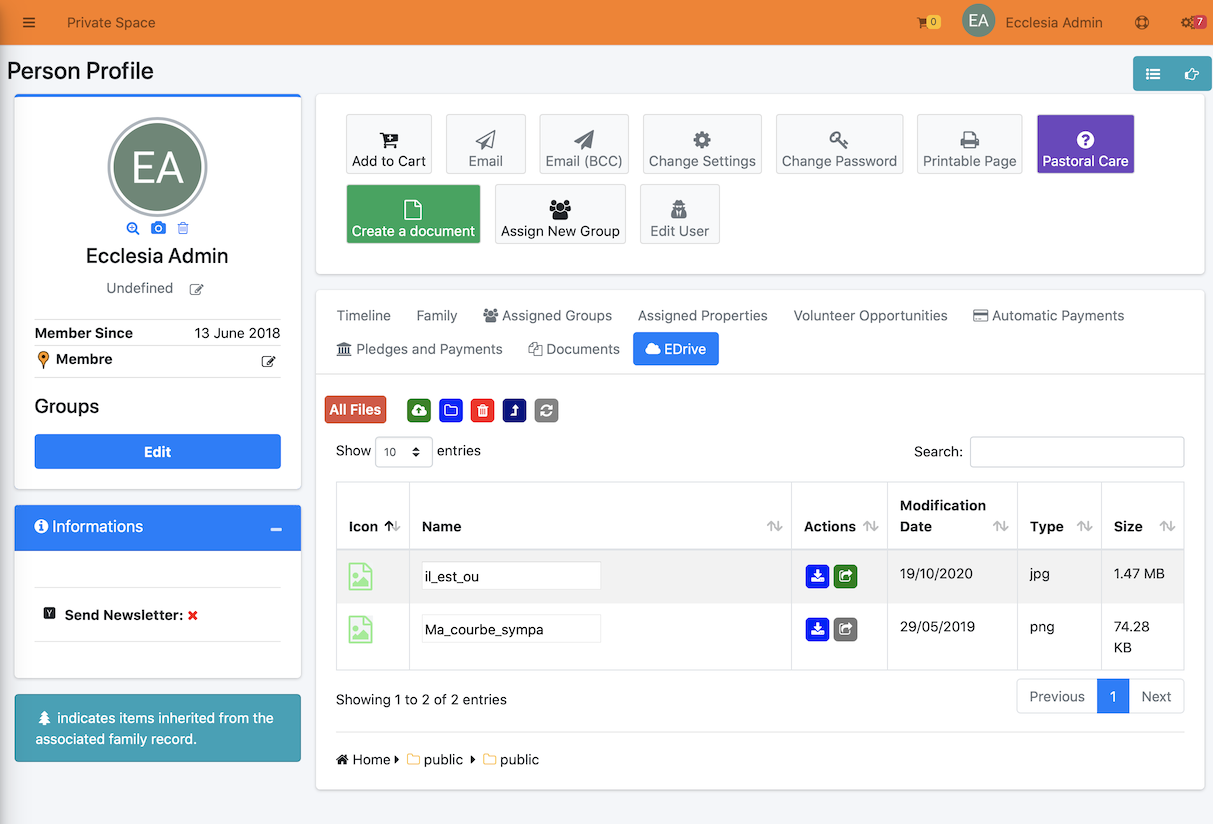 Private Space
0
EA
Ecclesia Admin
7
Person Profile
EA
Ecclesia Admin
Undefined
Member Since 13 June 2018
Membre
Groups
Edit
Informations
Send Newsletter:
indicates items inherited from the
associated family record.
Add to Cart
Email
Email (BCC)
Change Settings
Change Password
Printable Page
Pastoral Care
Create a document
Assign New Group
Edit User
Timeline
Family
Assigned Groups
Assigned Properties
Volunteer Opportunities
Automatic Payments
Pledges and Payments
Documents
EDrive
All Files
Show 10 entries
Search:
Icon
Name
Actions
Modification
Date
Type
Size
il_est_ou
19/10/2020
jpg
1.47 MB
Ma_courbe_sympa
29/05/2019
png
74.28
KB
Showing 1 to 2 of 2 entries
Previous
1
Next
Home
public
public